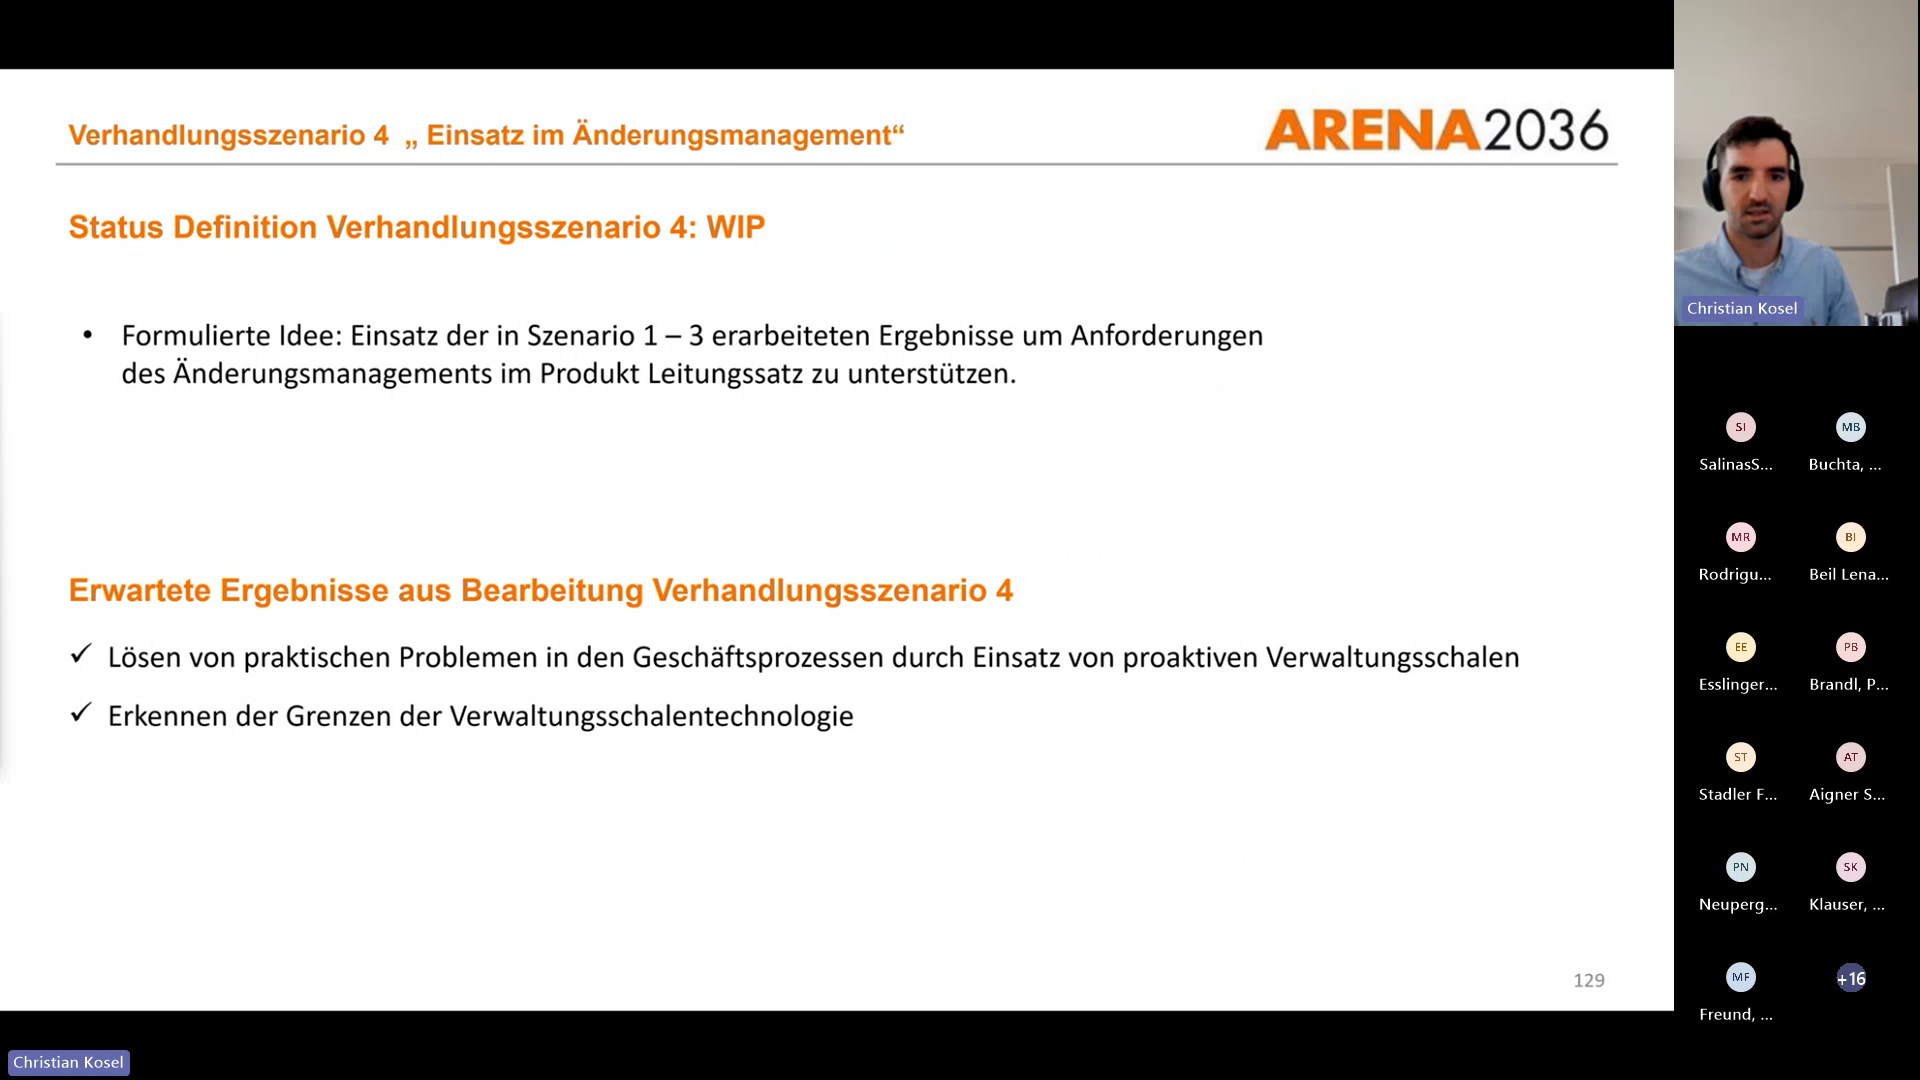 Verhandlungsszenario 4 „ Einsatz im Änderungsmanagement“
ARENA2036
Status Definition Verhandlungsszenario 4: WIP
• Formulierte Idee: Einsatz der in Szenario 1 – 3 erarbeiteten Ergebnisse um Anforderungen
des Änderungsmanagements im Produkt Leitungssatz zu unterstützen.
Erwartete Ergebnisse aus Bearbeitung Verhandlungsszenario 4
✓ Lösen von praktischen Problemen in den Geschäftsprozessen durch Einsatz von proaktiven Verwaltungsschalen
✓ Erkennen der Grenzen der Verwaltungsschalentechnologie
129
Christian Kosel
Christian Kosel
SI
MB
SalinasS...
Buchta, ...
MR
BI
Rodrigu...
Beil Lena...
EE
PB
Esslinger...
Brandl, P...
ST
AT
Stadler F...
Aigner S...
PN
SK
Neuperg...
Klauser, ...
MF
+16
Freund, ...